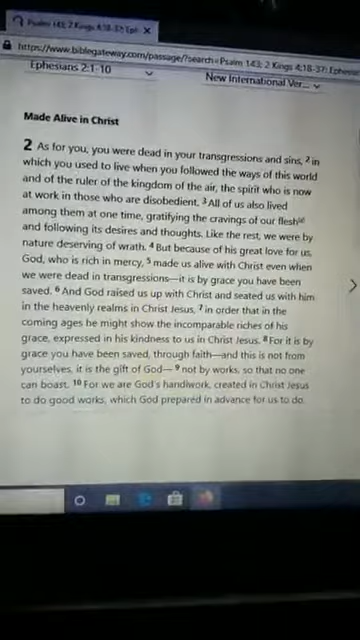 Psalm 143; 2 Kings 4:18-37; Eph
https://www.biblegateway.com/passage/?search=Psalm 143; 2 Kings 4:18-37; Ephesians
Ephesians 2:1-10
New International Ver...
Made Alive in Christ
2 As for you, you were dead in your transgressions and sins, 2 in
which you used to live when you followed the ways of this world
and of the ruler of the kingdom of the air, the spirit who is now
at work in those who are disobedient. 3 All of us also lived
among them at one time, gratifying the cravings of our flesh[a]
and following its desires and thoughts. Like the rest, we were by
nature deserving of wrath. 4 But because of his great love for us,
God, who is rich in mercy, 5 made us alive with Christ even when
we were dead in transgressions—it is by grace you have been
saved. 6 And God raised us up with Christ and seated us with him
in the heavenly realms in Christ Jesus, 7 in order that in the
coming ages he might show the incomparable riches of his
grace, expressed in his kindness to us in Christ Jesus. 8 For it is by
grace you have been saved, through faith—and this is not from
yourselves, it is the gift of God— 9 not by works, so that no one
can boast. 10 For we are God's handiwork, created in Christ Jesus
to do good works, which God prepared in advance for us to do.